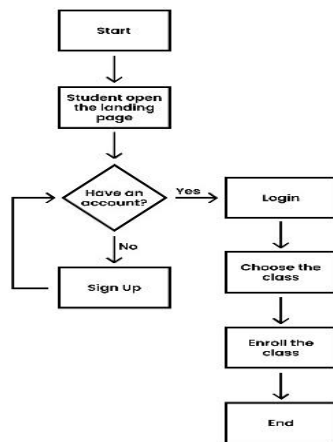 Start
Student open
the landing
page
Have an
account?
Yes
Login
No
Sign Up
Choose the
class
Enroll the
class
End